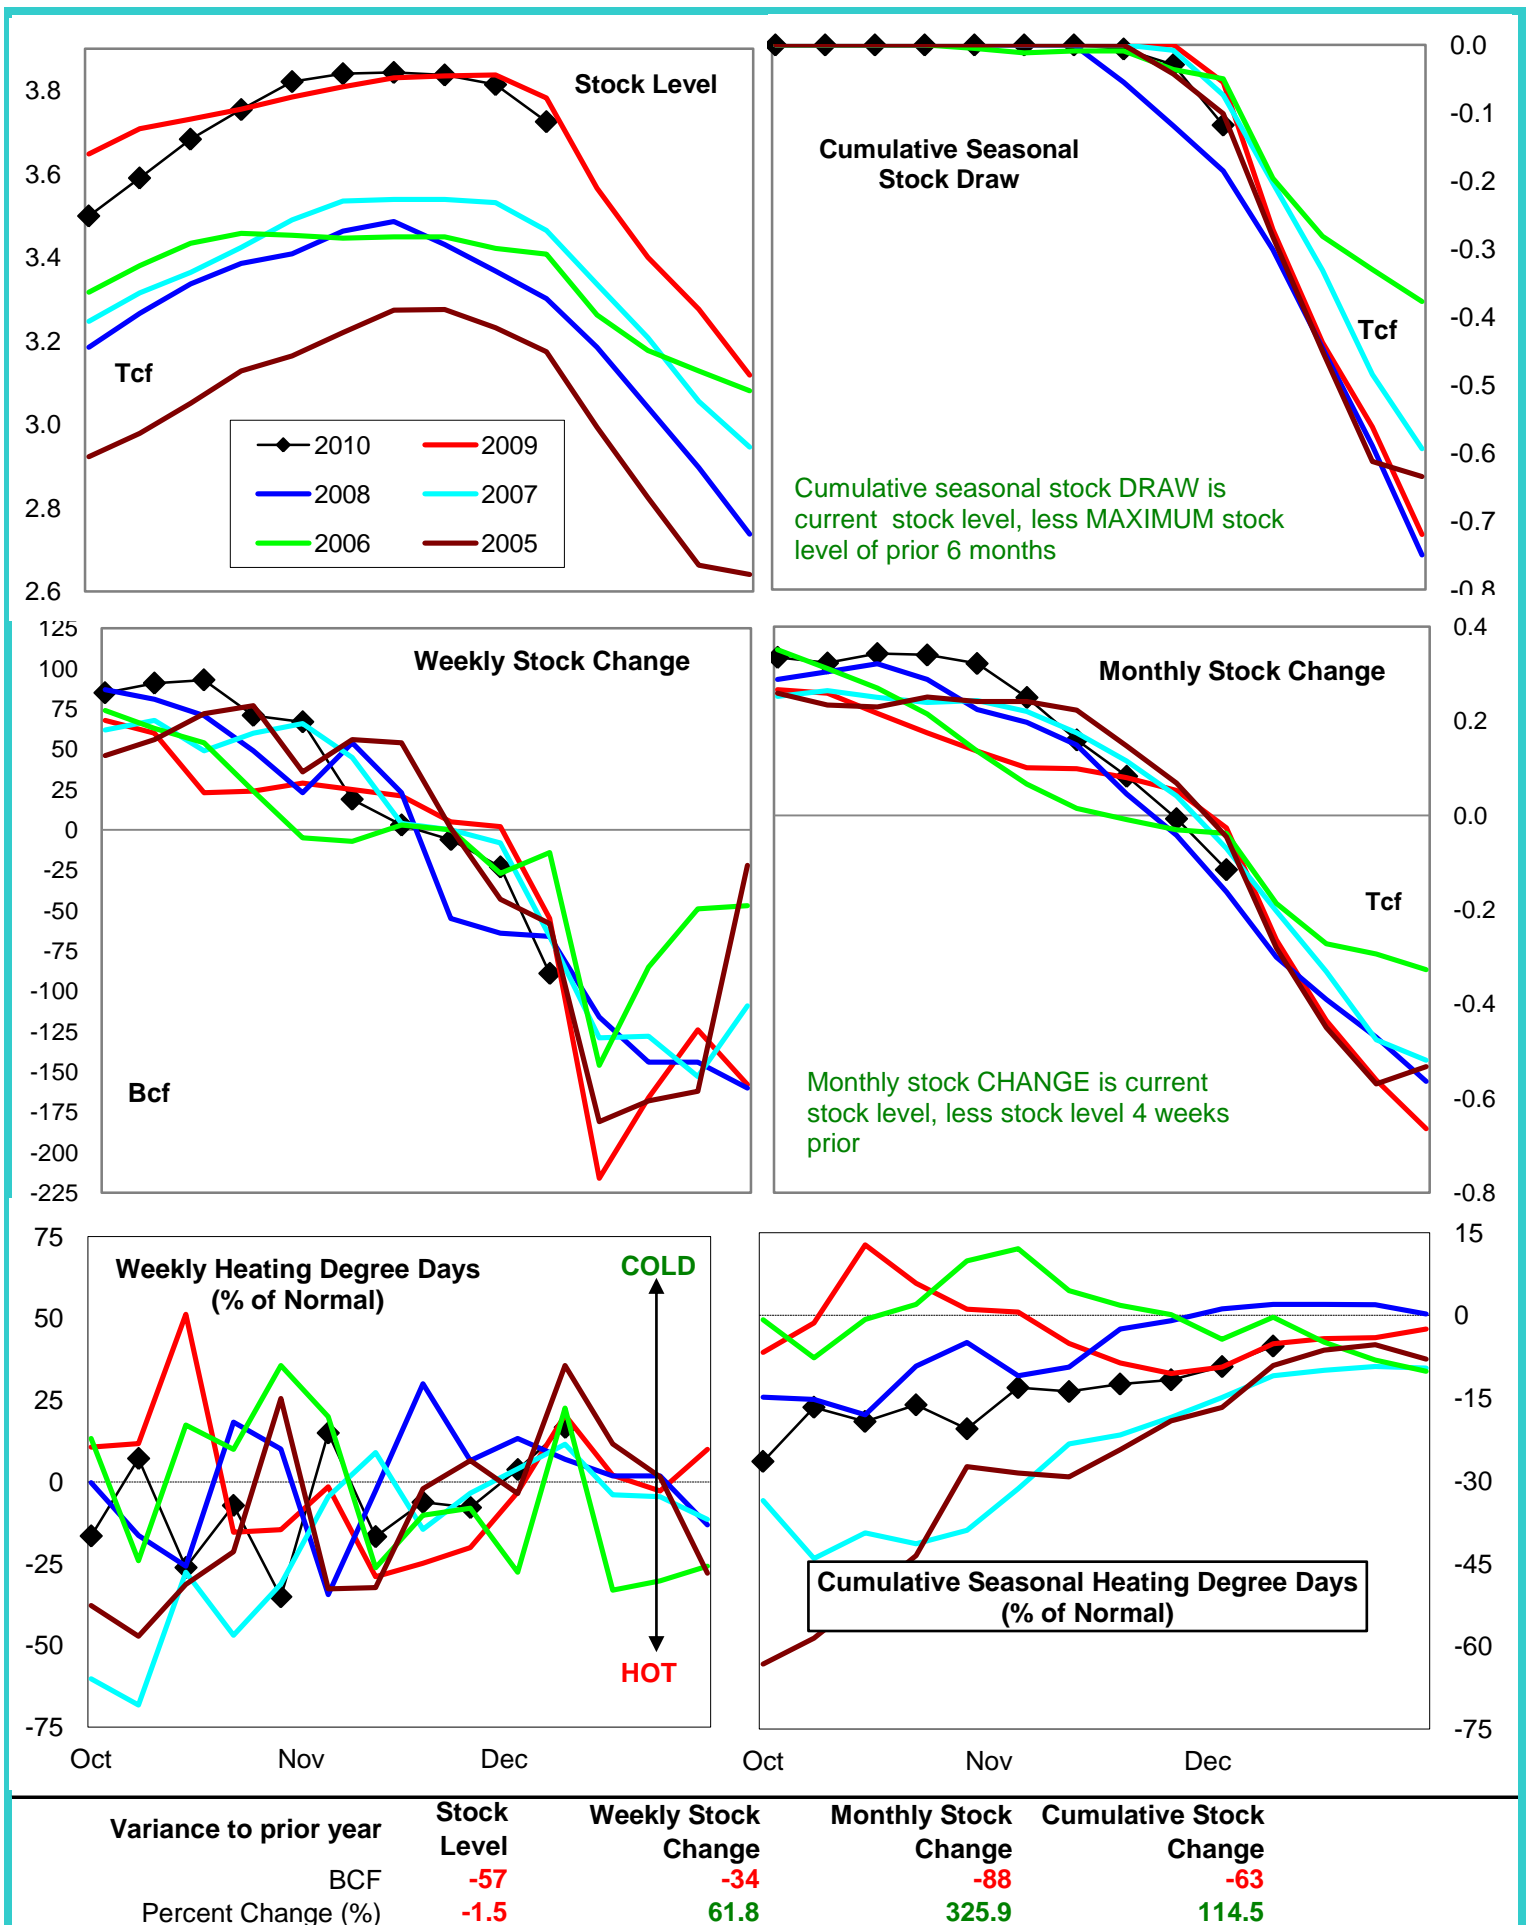 Stock Level
3.8
3.6
3.4
3.2
3.0
2.8
2.6
Tcf
2010 2009
2008 2007
2006 2005
Cumulative Seasonal
Stock Draw
0.0
-0.1
-0.2
-0.3
-0.4
-0.5
-0.6
-0.7
-0.8
Tcf
Cumulative seasonal stock DRAW is
current stock level, less MAXIMUM stock
level of prior 6 months
Weekly Stock Change
125
100
75
50
25
0
-25
-50
-75
-100
-125
-150
-175
-200
-225
Bcf
Monthly Stock Change
0.4
0.2
0.0
-0.2
-0.4
-0.6
-0.8
Tcf
Monthly stock CHANGE is current
stock level, less stock level 4 weeks
prior
Weekly Heating Degree Days
(% of Normal)
COLD
HOT
75
50
25
0
-25
-50
-75
Oct Nov Dec
15
0
-15
-30
-45
-60
-75
Cumulative Seasonal Heating Degree Days
(% of Normal)
Oct Nov Dec
Variance to prior year Stock Level Weekly Stock Change Monthly Stock Change Cumulative Stock Change
BCF -57 -34 -88 -63
Percent Change (%) -1.5 61.8 325.9 114.5